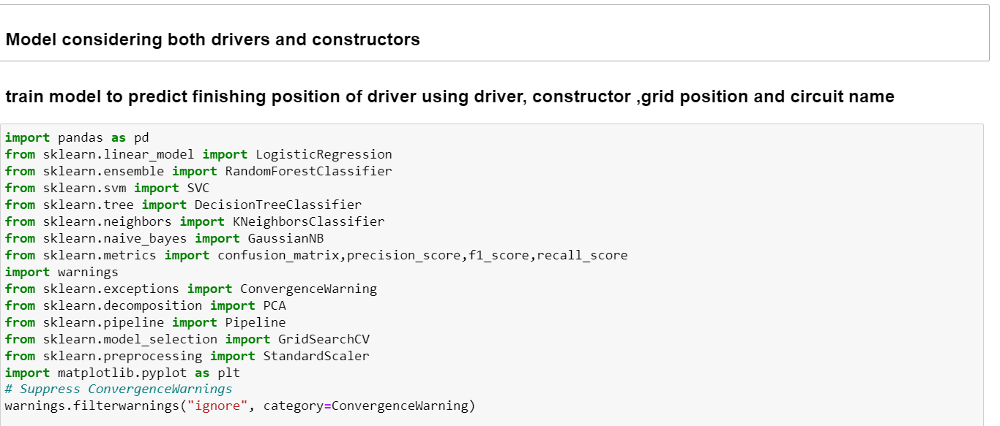 Model considering both drivers and constructors
train model to predict finishing position of driver using driver, constructor ,grid position and circuit name
import pandas as pd
from sklearn.linear_model import LogisticRegression
from sklearn.ensemble import RandomForestClassifier
from sklearn.svm import SVC
from sklearn.tree import DecisionTreeClassifier
from sklearn.neighbors import KNeighborsClassifier
from sklearn.naive_bayes import GaussianNB
from sklearn.metrics import confusion_matrix,precision_score,f1_score,recall_score
import warnings
from sklearn.exceptions import ConvergenceWarning
from sklearn.decomposition import PCA
from sklearn.pipeline import Pipeline
from sklearn.model_selection import GridSearchCV
from sklearn.preprocessing import StandardScaler
import matplotlib.pyplot as plt
# Suppress ConvergenceWarnings
warnings.filterwarnings("ignore", category=ConvergenceWarning)